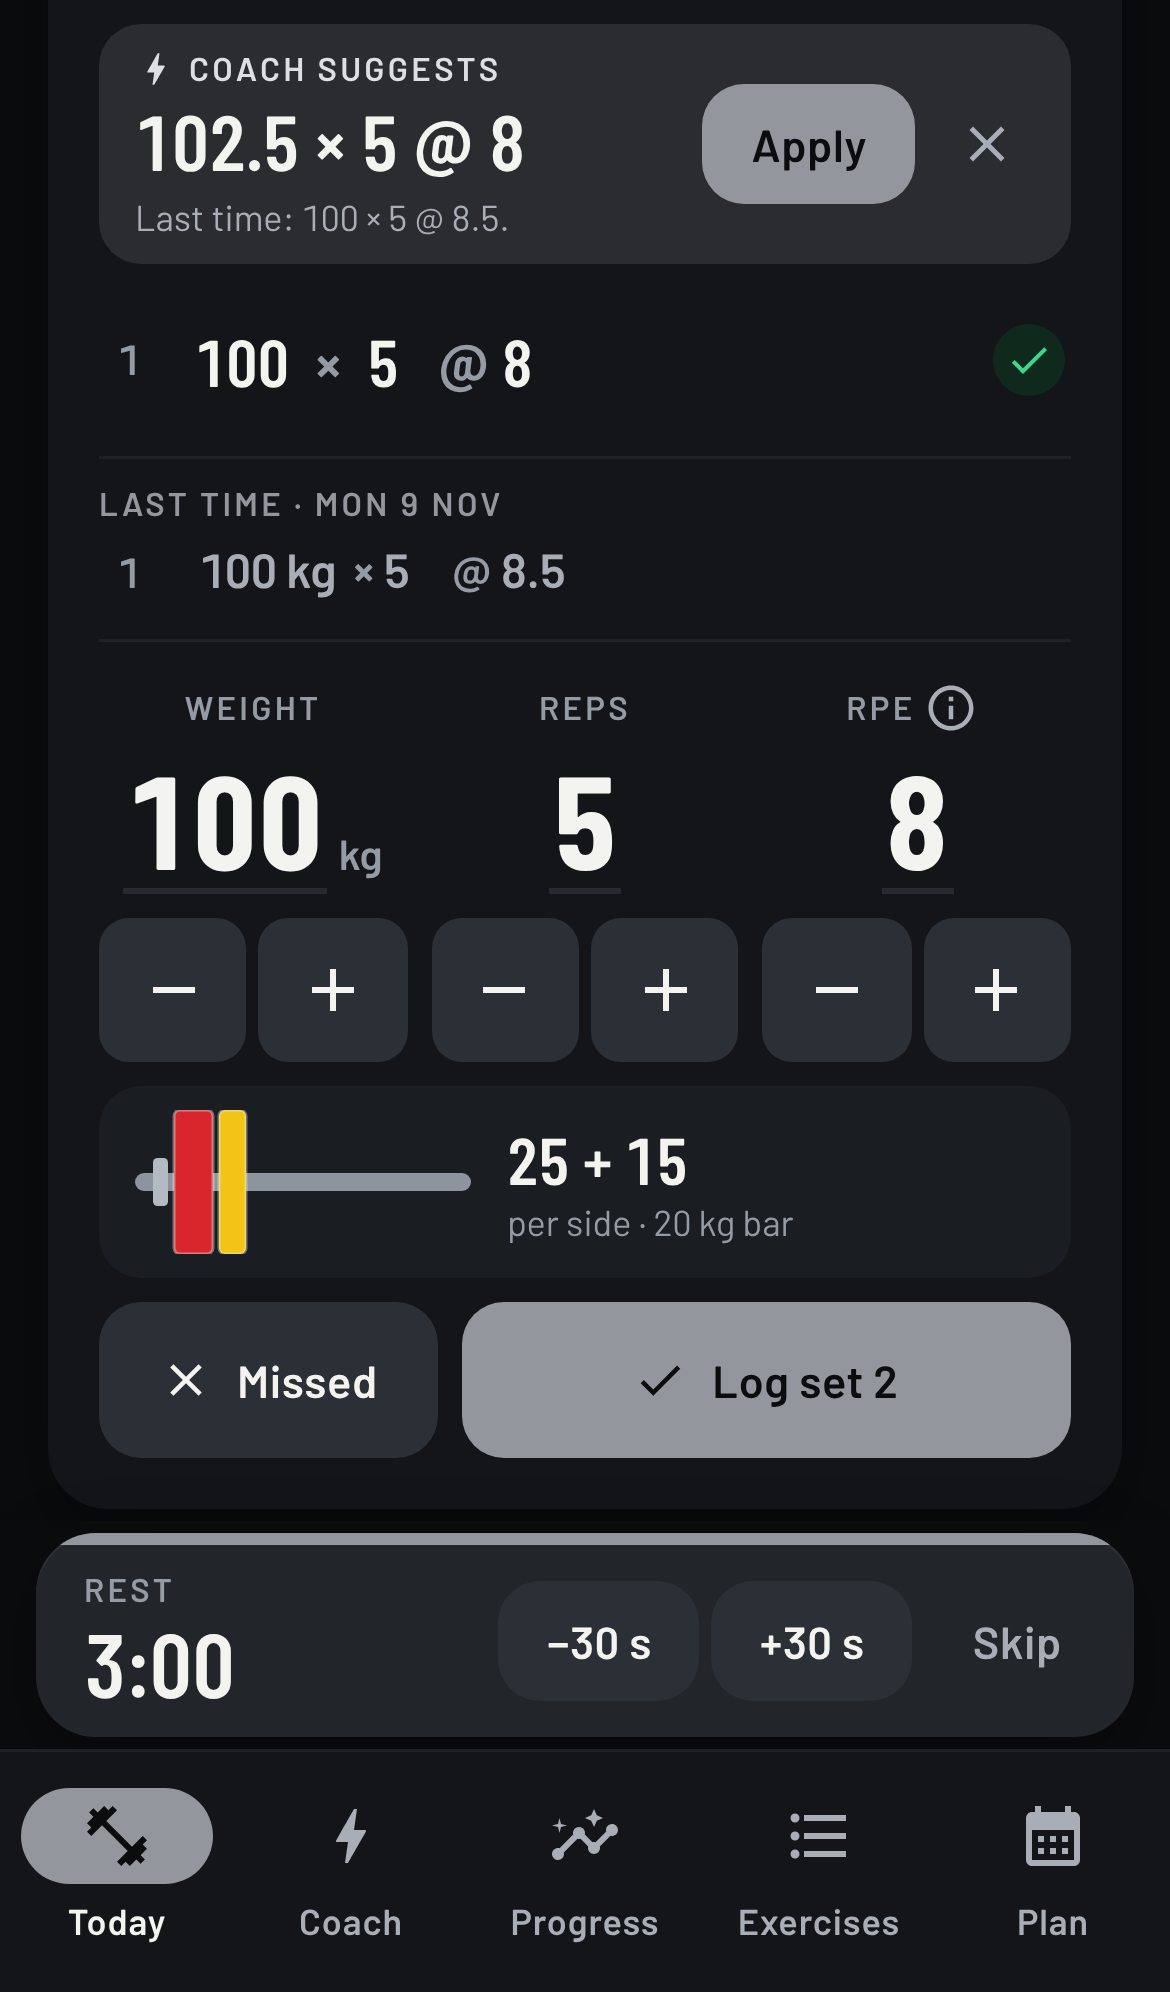 COACH SUGGESTS
102.5 × 5 @ 8
Last time: 100 × 5 @ 8.5.
Apply
1 100 × 5 @ 8
LAST TIME · MON 9 NOV
1 100 kg × 5 @ 8.5
WEIGHT REPS RPE
100 kg 5 8
25 + 15
per side · 20 kg bar
Missed Log set 2
REST
3:00
−30 s +30 s Skip
Today Coach Progress Exercises Plan